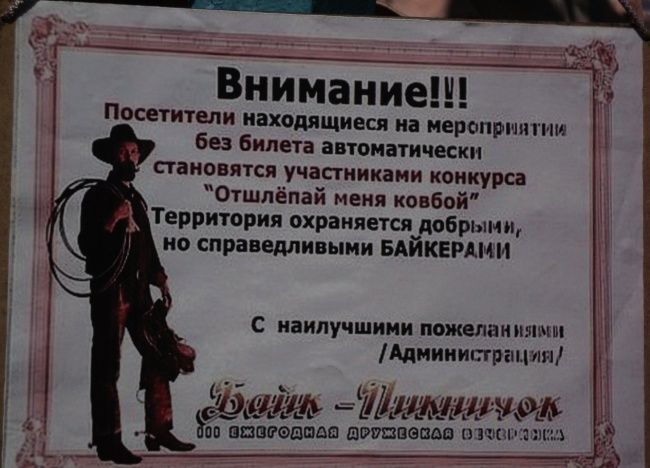 Внимание!!!
Посетители находящиеся на мероприятии
без билета автоматически
становятся участниками конкурса
"Отшлёпай меня ковбой"
Территория охраняется добрыми,
но справедливыми БАЙКЕРАМИ
С наилучшими пожеланиями
/Администрация/
Байк - Пикничок
III ЕЖЕГОДНАЯ ДРУЖЕСКАЯ ВЕЧЕРИНКА